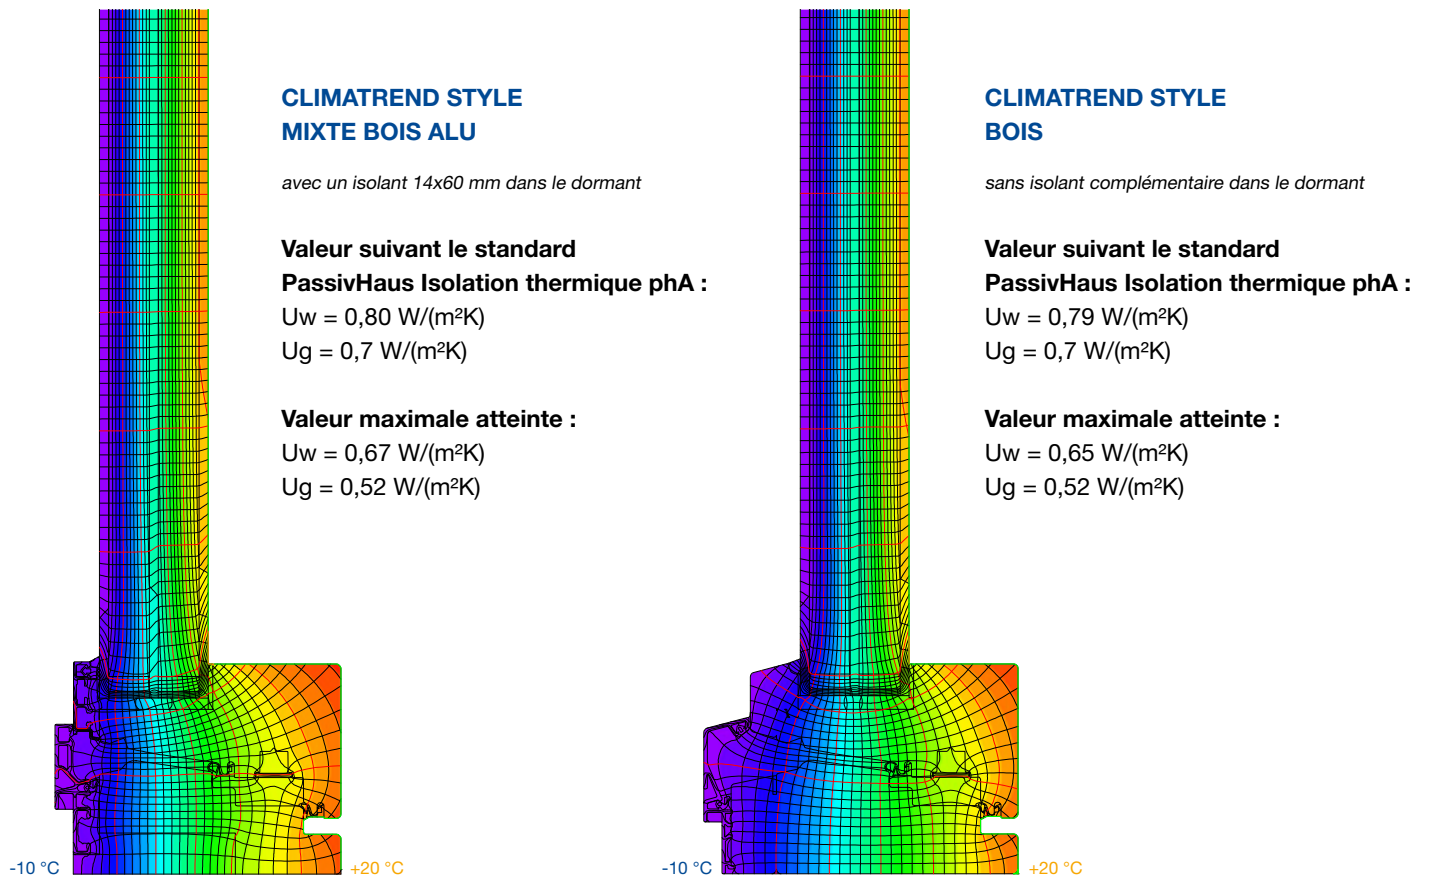 CLIMATREND STYLE
MIXTE BOIS ALU
avec un isolant 14x60 mm dans le dormant
Valeur suivant le standard
PassivHaus Isolation thermique phA :
Uw = 0,80 W/(m²K)
Ug = 0,7 W/(m²K)
Valeur maximale atteinte :
Uw = 0,67 W/(m²K)
Ug = 0,52 W/(m²K)
-10 °C
+20 °C
CLIMATREND STYLE
BOIS
sans isolant complémentaire dans le dormant
Valeur suivant le standard
PassivHaus Isolation thermique phA :
Uw = 0,79 W/(m²K)
Ug = 0,7 W/(m²K)
Valeur maximale atteinte :
Uw = 0,65 W/(m²K)
Ug = 0,52 W/(m²K)
-10 °C
+20 °C